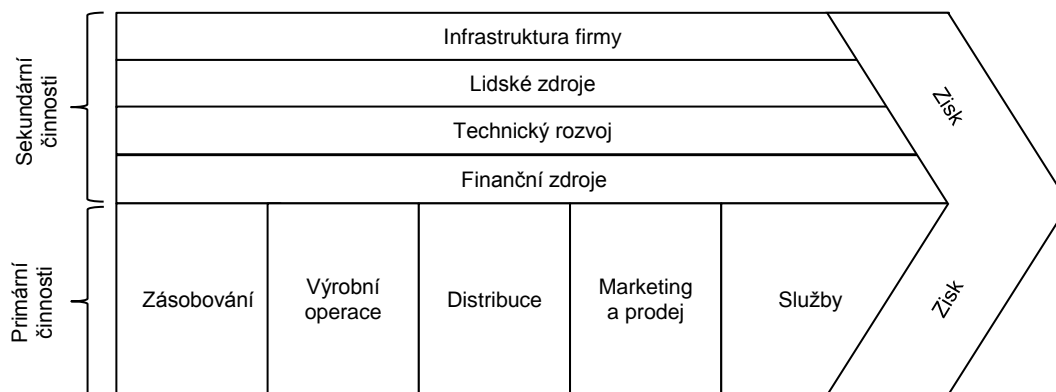 Sekundární
činnosti
Infrastruktura firmy
Lidské zdroje
Technický rozvoj
Finanční zdroje
Zisk
Primární
činnosti
Zásobování
Výrobní
operace
Distribuce
Marketing
a prodej
Služby
Zisk